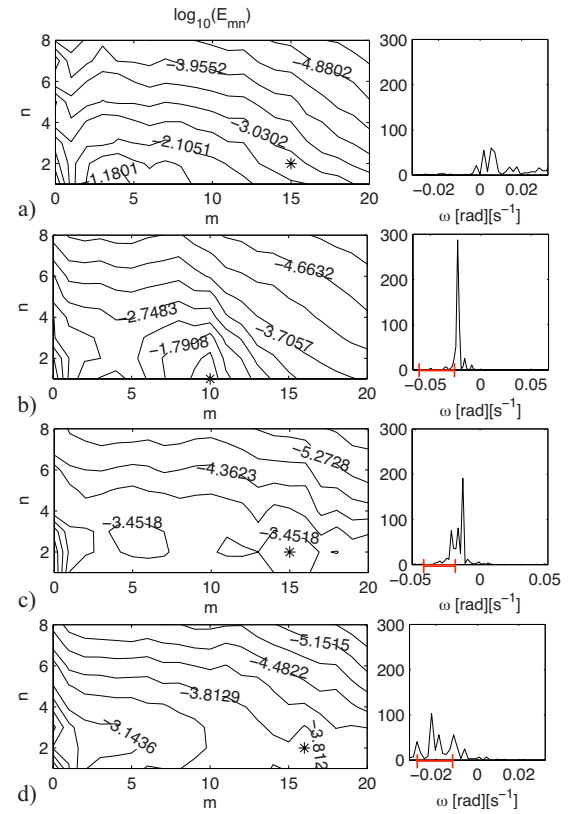 log₁₀(Eₘₙ)
8
6
4
2
n
0 5 10 15 20
m
−3.9552
−4.8802
−3.0302
−2.1051
−1.1801
300
200
100
0
−0.02 0 0.02
ω [rad][s⁻¹]
a)
8
6
4
2
n
0 5 10 15 20
m
−4.6632
−2.7483
−3.7057
−1.7908
300
200
100
0
−0.05 0 0.05
ω [rad][s⁻¹]
b)
8
6
4
2
n
0 5 10 15 20
m
−5.2728
−4.3623
−3.4518
−3.4518
300
200
100
0
−0.05 0 0.05
ω [rad][s⁻¹]
c)
8
6
4
2
n
0 5 10 15 20
m
−5.1515
−4.4822
−3.8129
−3.1436
−3.812
300
200
100
0
−0.02 0 0.02
ω [rad][s⁻¹]
d)